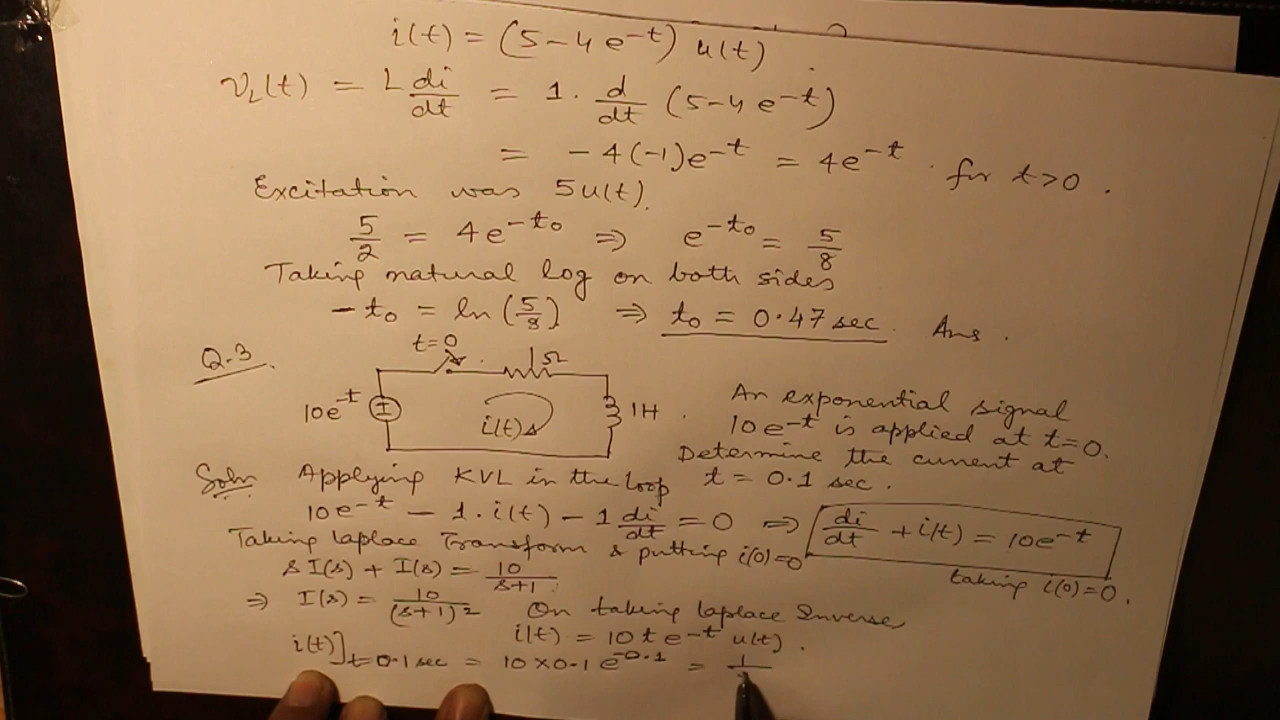 i(t) = (5-4e^-t) u(t)
v_L(t) = L di/dt = 1. d/dt (5-4e^-t)
= -4(-1)e^-t = 4e^-t. for t>0.
Excitation was 5u(t).
5/2 = 4e^-t₀ ⇒ e^-t₀ = 5/8
Taking natural log on both sides
-t₀ = ln(5/8) ⇒ t₀ = 0.47 sec. Ans.
Q.3
t=0
1Ω
10e^-t
i(t)
1H
An exponential signal
10e^-t is applied at t=0.
Determine the current at
t = 0.1 sec.
Soln Applying KVL in the loop
10e^-t - 1.i(t) - 1 di/dt = 0 ⇒ di/dt + i(t) = 10e^-t
taking i(0)=0.
Taking laplace Transform & putting i(0)=0
sI(s) + I(s) = 10/(s+1)
⇒ I(s) = 10/(s+1)² On taking laplace Inverse,
i(t) = 10te^-t u(t).
i(t)]t=0.1sec = 10×0.1 e^-0.1 = 1/